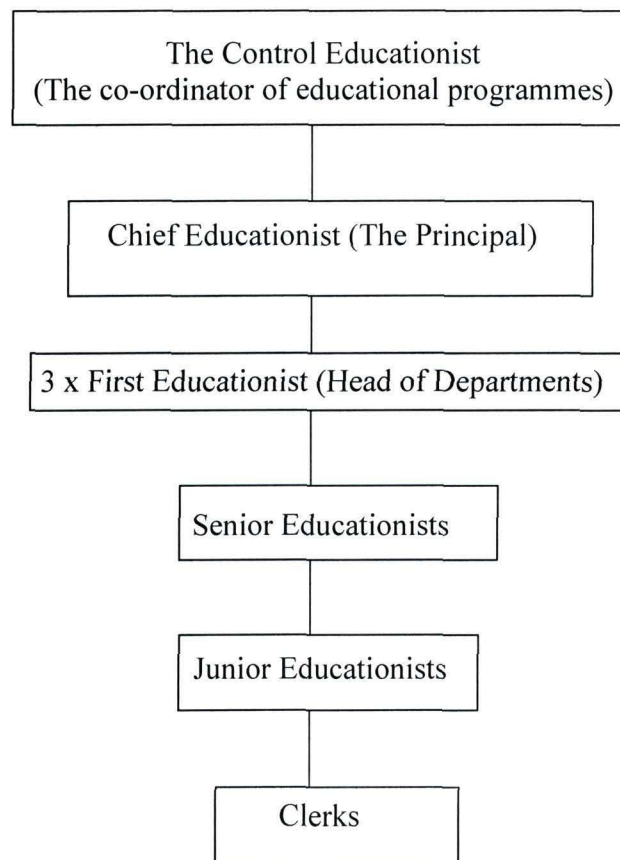 The Control Educationist
(The co-ordinator of educational programmes)
Chief Educationist (The Principal)
3 x First Educationist (Head of Departments)
Senior Educationists
Junior Educationists
Clerks